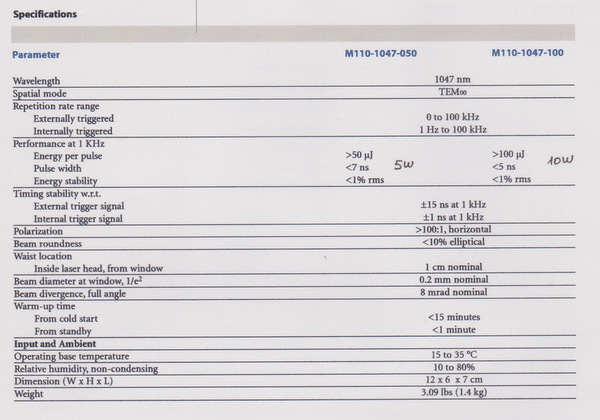 Specifications
Parameter M110-1047-050 M110-1047-100
Wavelength 1047 nm
Spatial mode TEM∞
Repetition rate range
Externally triggered 0 to 100 kHz
Internally triggered 1 Hz to 100 kHz
Performance at 1 KHz
Energy per pulse >50 µJ >100 µJ
Pulse width <7 ns 5W <5 ns 10W
Energy stability <1% rms <1% rms
Timing stability w.r.t.
External trigger signal ±15 ns at 1 kHz
Internal trigger signal ±1 ns at 1 kHz
Polarization >100:1, horizontal
Beam roundness <10% elliptical
Waist location
Inside laser head, from window 1 cm nominal
Beam diameter at window, 1/e² 0.2 mm nominal
Beam divergence, full angle 8 mrad nominal
Warm-up time
From cold start <15 minutes
From standby <1 minute
Input and Ambient
Operating base temperature 15 to 35 °C
Relative humidity, non-condensing 10 to 80%
Dimension (W x H x L) 12 x 6 x 7 cm
Weight 3.09 lbs (1.4 kg)